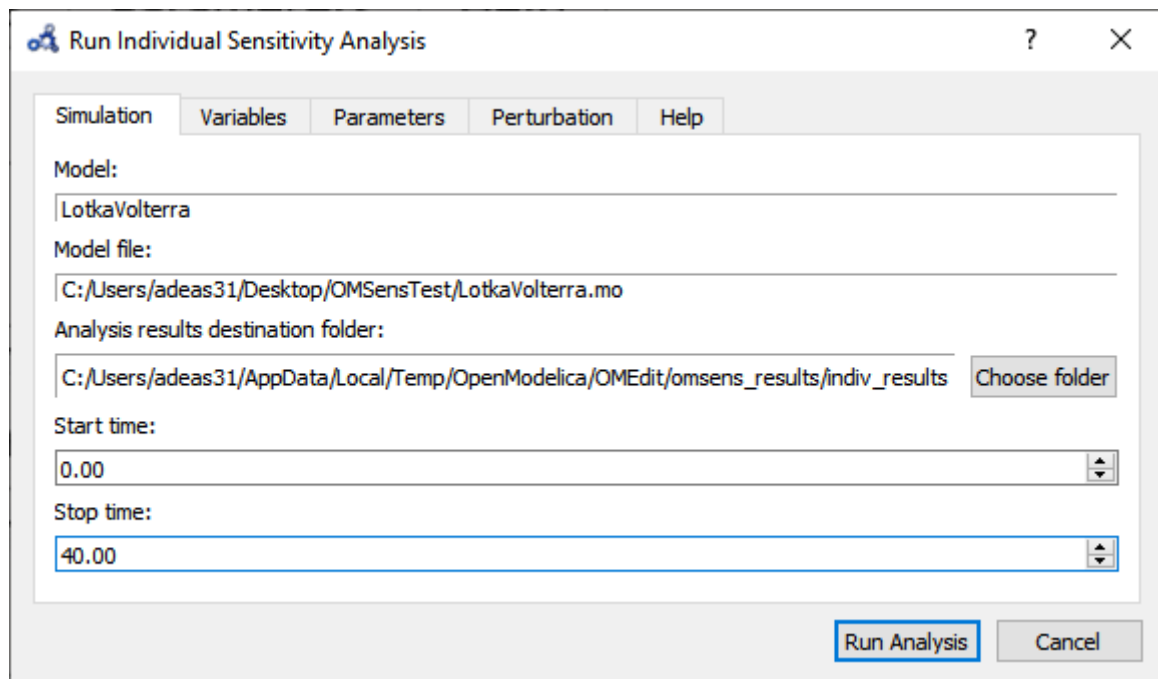 Run Individual Sensitivity Analysis ?
Simulation Variables Parameters Perturbation Help
Model:
LotkaVolterra
Model file:
C:/Users/adeas31/Desktop/OMSensTest/LotkaVolterra.mo
Analysis results destination folder:
C:/Users/adeas31/AppData/Local/Temp/OpenModelica/OMEdit/omsens_results/indiv_results Choose folder
Start time:
0.00
Stop time:
40.00
Run Analysis Cancel